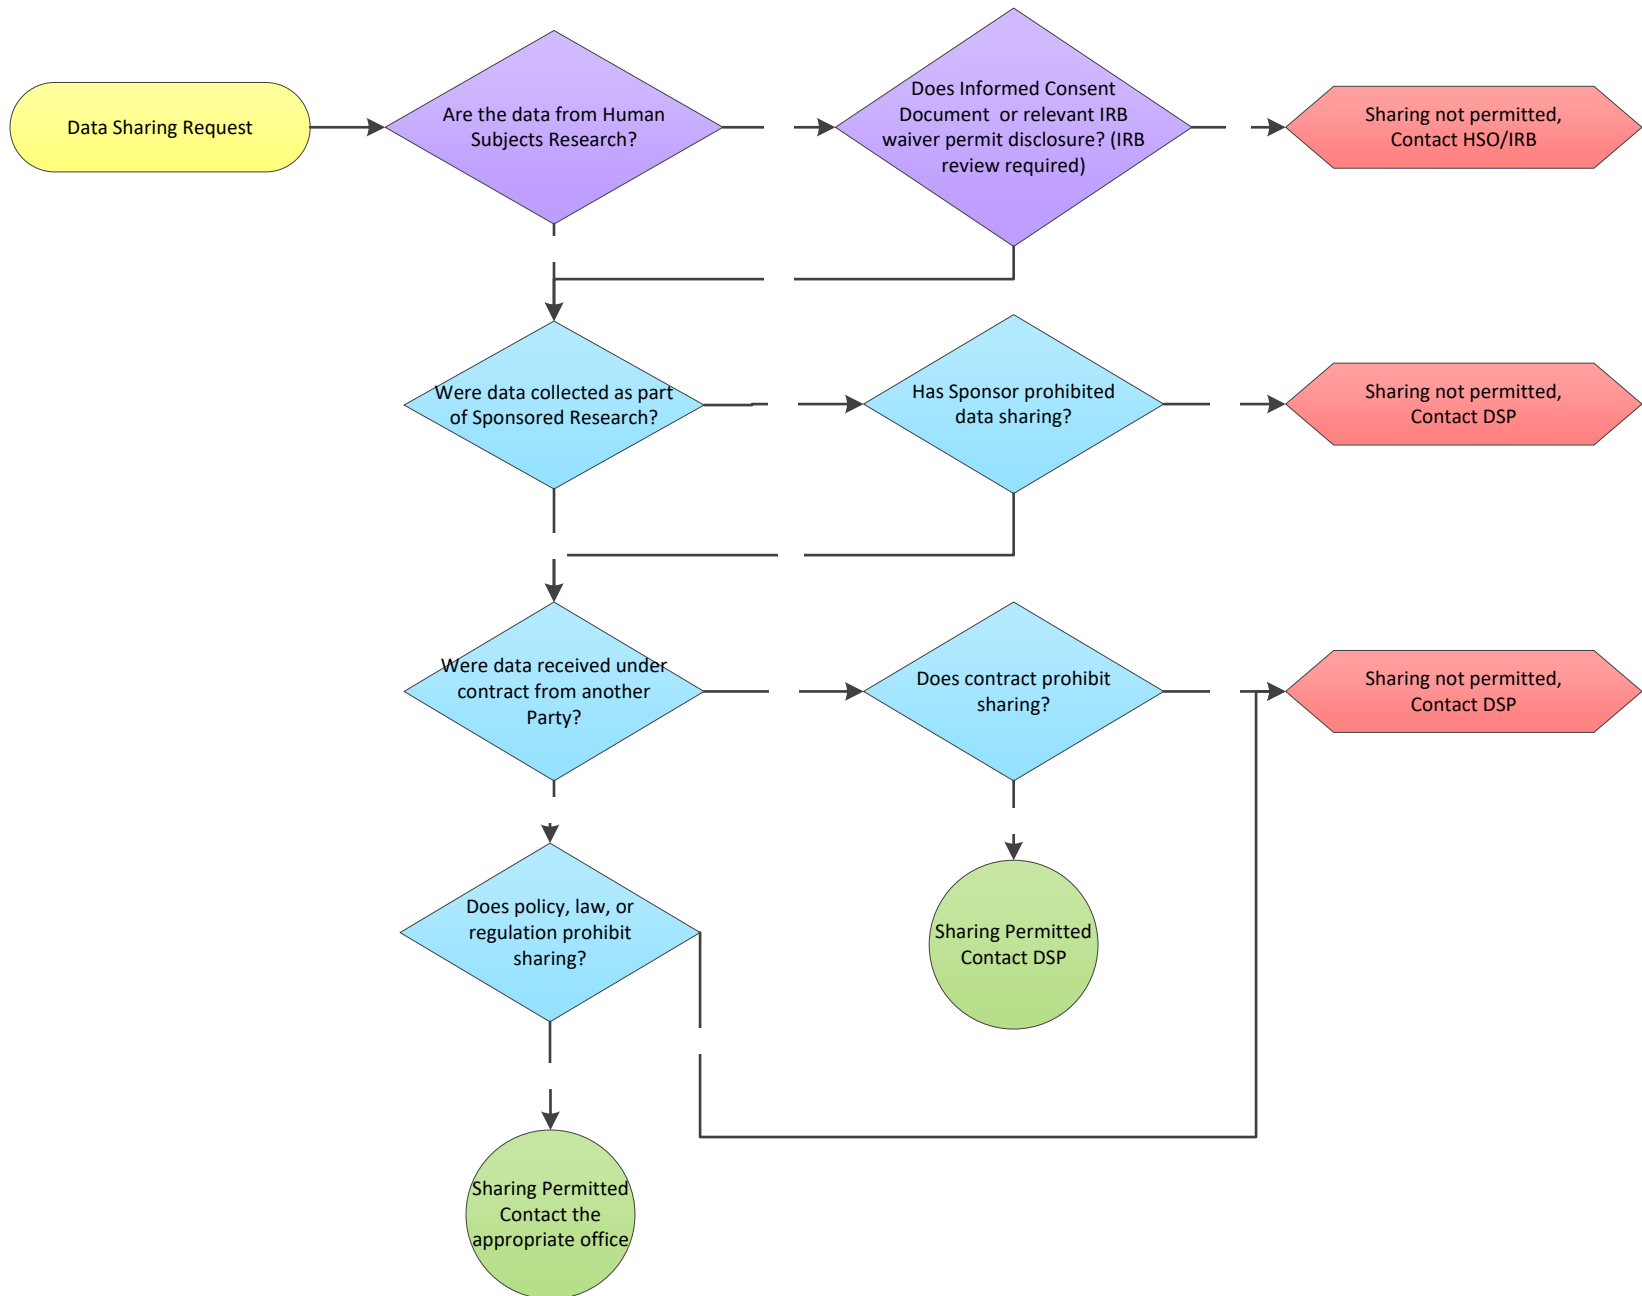 Data Sharing Request
Are the data from Human
Subjects Research?
Does Informed Consent
Document or relevant IRB
waiver permit disclosure? (IRB
review required)
Sharing not permitted,
Contact HSO/IRB
Were data collected as part
of Sponsored Research?
Has Sponsor prohibited
data sharing?
Sharing not permitted,
Contact DSP
Were data received under
contract from another
Party?
Does contract prohibit
sharing?
Sharing not permitted,
Contact DSP
Does policy, law, or
regulation prohibit
sharing?
Sharing Permitted
Contact DSP
Sharing Permitted
Contact the
appropriate office